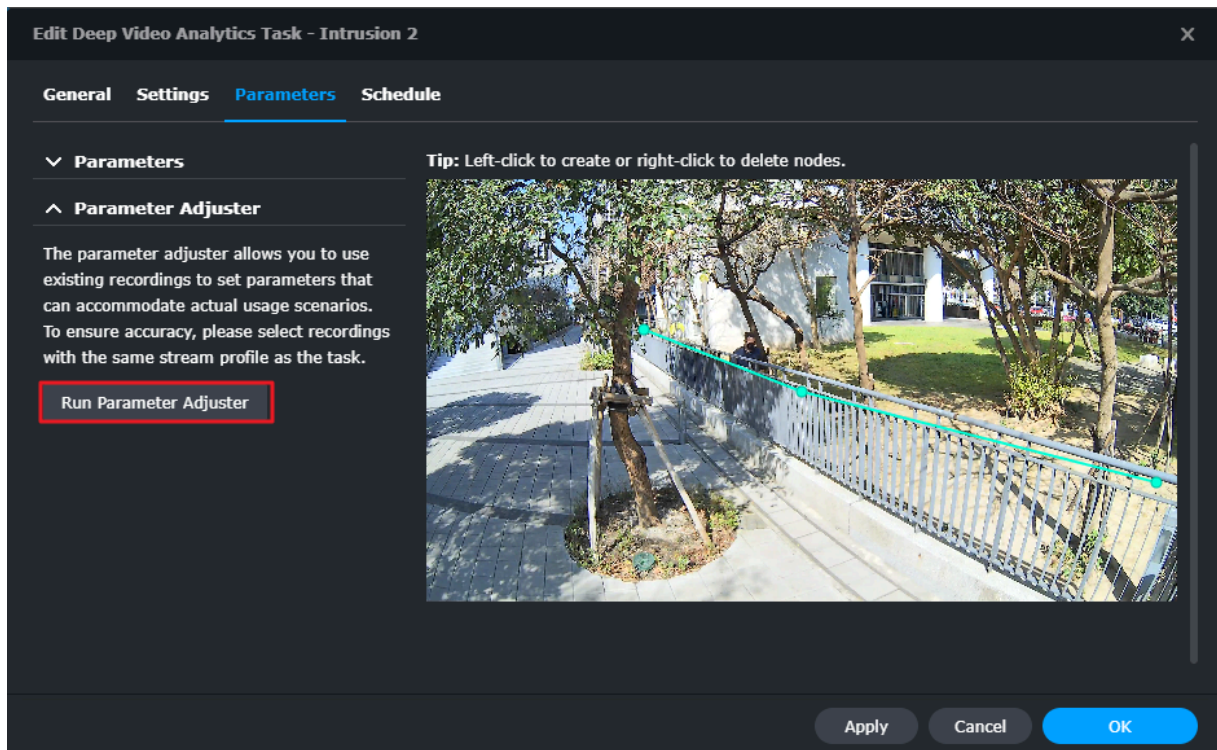 Edit Deep Video Analytics Task - Intrusion 2
General Settings Parameters Schedule
Parameters
Parameter Adjuster
The parameter adjuster allows you to use
existing recordings to set parameters that
can accommodate actual usage scenarios.
To ensure accuracy, please select recordings
with the same stream profile as the task.
Run Parameter Adjuster
Tip: Left-click to create or right-click to delete nodes.
Apply Cancel OK